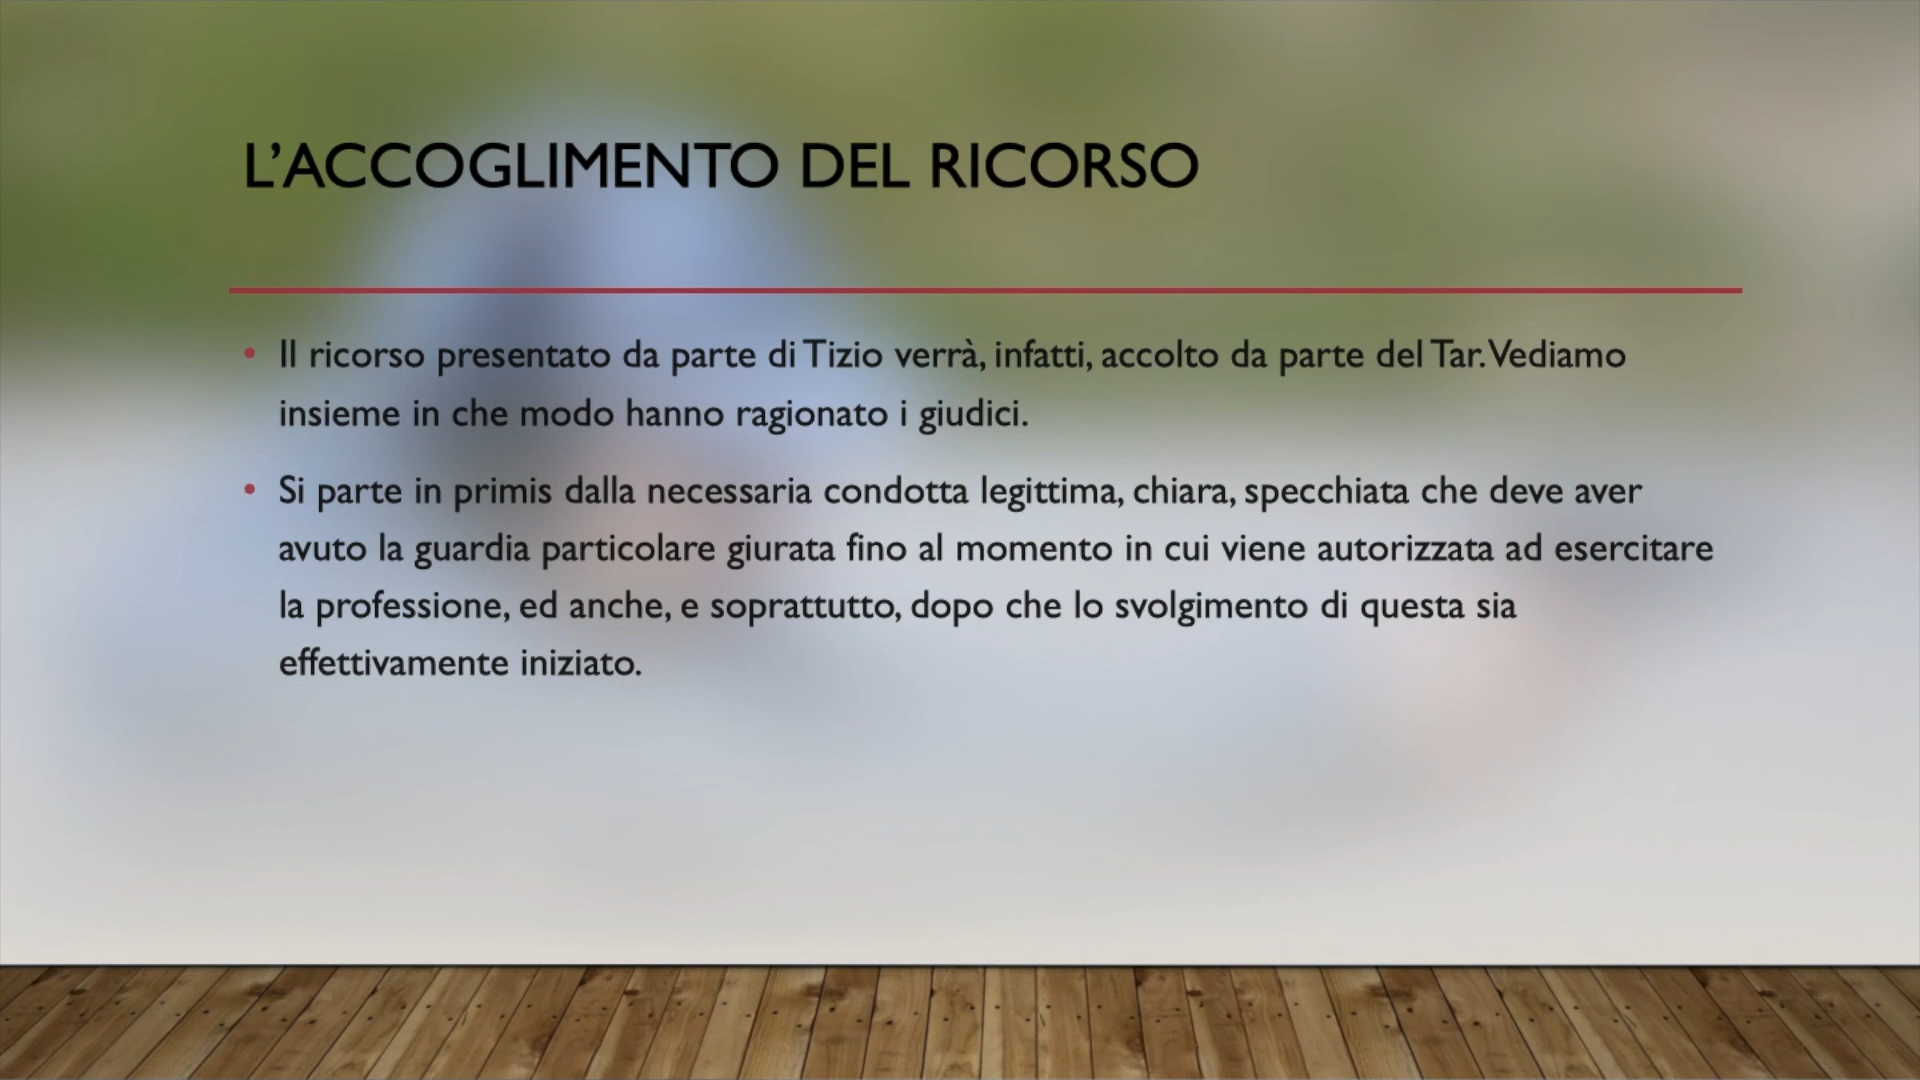 L’ACCOGLIMENTO DEL RICORSO
• Il ricorso presentato da parte di Tizio verrà, infatti, accolto da parte del Tar. Vediamo
insieme in che modo hanno ragionato i giudici.
• Si parte in primis dalla necessaria condotta legittima, chiara, specchiata che deve aver
avuto la guardia particolare giurata fino al momento in cui viene autorizzata ad esercitare
la professione, ed anche, e soprattutto, dopo che lo svolgimento di questa sia
effettivamente iniziato.